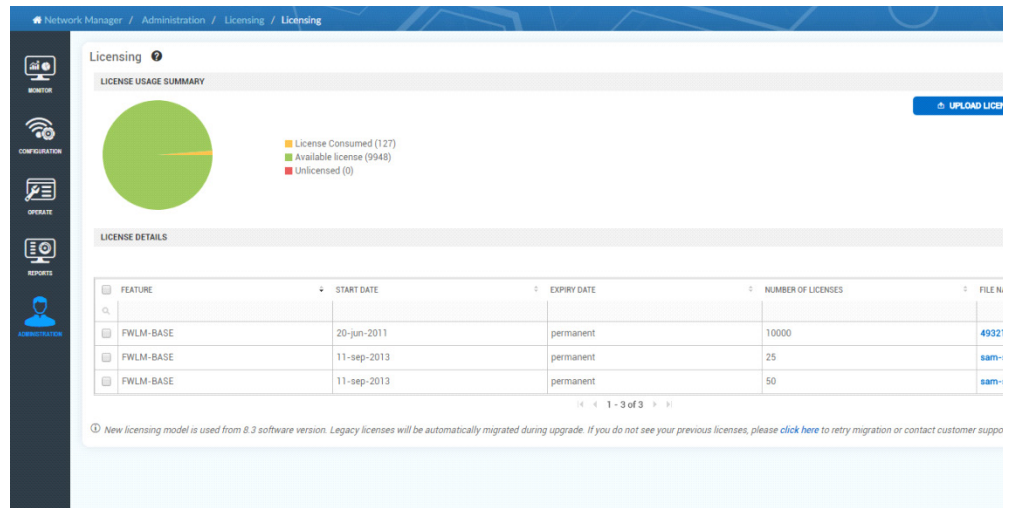 Network Manager / Administration / Licensing / Licensing
MONITOR
CONFIGURATION
OPERATE
REPORTS
ADMINISTRATION
Licensing ?
LICENSE USAGE SUMMARY
UPLOAD LICEN
License Consumed (127)
Available license (9948)
Unlicensed (0)
LICENSE DETAILS
FEATURE START DATE EXPIRY DATE NUMBER OF LICENSES FILE NA
FWLM-BASE 20-jun-2011 permanent 10000 49321
FWLM-BASE 11-sep-2013 permanent 25 sam-
FWLM-BASE 11-sep-2013 permanent 50 sam-
1 - 3 of 3
New licensing model is used from 8.3 software version. Legacy licenses will be automatically migrated during upgrade. If you do not see your previous licenses, please click here to retry migration or contact customer suppo